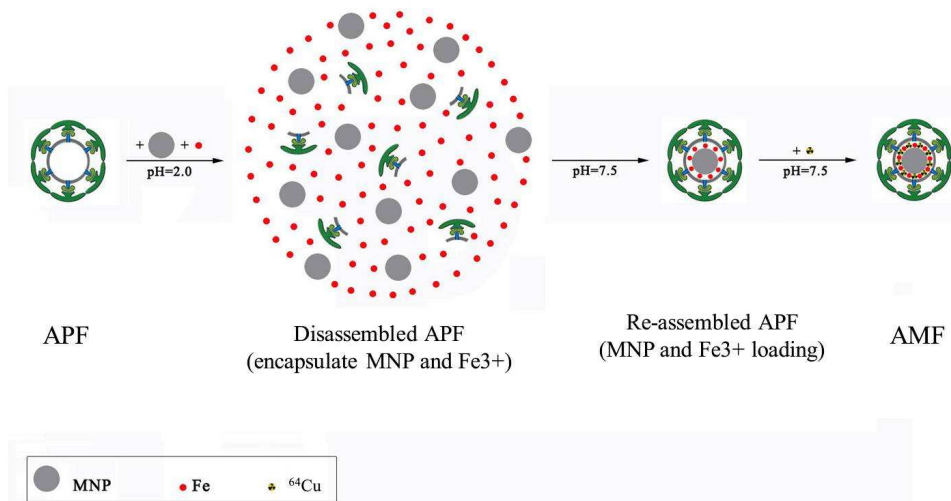 + +
pH=2.0
pH=7.5
+
pH=7.5
APF
Disassembled APF
(encapsulate MNP and Fe3+)
Re-assembled APF
(MNP and Fe3+ loading)
AMF
MNP
Fe
⁶⁴Cu